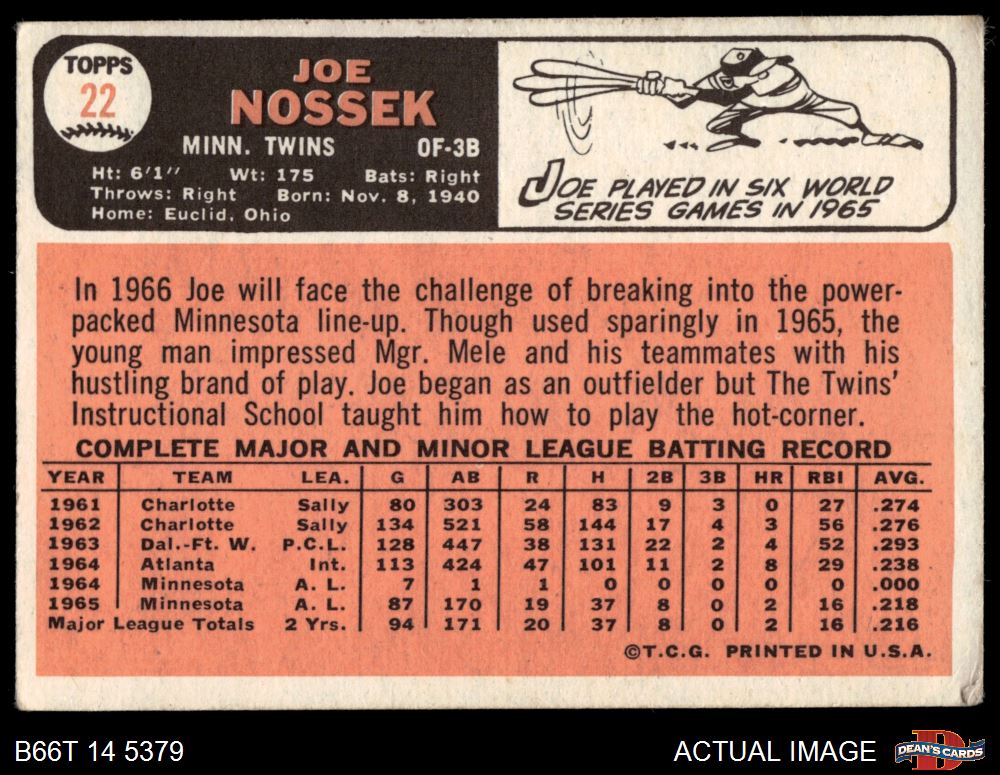 TOPPS
22
JOE
NOSSEK
MINN. TWINS OF-3B
Ht: 6'1" Wt: 175 Bats: Right
Throws: Right Born: Nov. 8, 1940
Home: Euclid, Ohio
JOE PLAYED IN SIX WORLD
SERIES GAMES IN 1965
In 1966 Joe will face the challenge of breaking into the power-
packed Minnesota line-up. Though used sparingly in 1965, the
young man impressed Mgr. Mele and his teammates with his
hustling brand of play. Joe began as an outfielder but The Twins'
Instructional School taught him how to play the hot-corner.
COMPLETE MAJOR AND MINOR LEAGUE BATTING RECORD
YEAR TEAM LEA. G AB R H 2B 3B HR RBI AVG.
1961 Charlotte Sally 80 303 24 83 9 3 0 27 .274
1962 Charlotte Sally 134 521 58 144 17 4 3 56 .276
1963 Dal.-Ft. W. P.C.L. 128 447 38 131 22 2 4 52 .293
1964 Atlanta Int. 113 424 47 101 11 2 8 29 .238
1964 Minnesota A. L. 7 1 1 0 0 0 0 0 .000
1965 Minnesota A. L. 87 170 19 37 8 0 2 16 .218
Major League Totals 2 Yrs. 94 171 20 37 8 0 2 16 .216
©T.C.G. PRINTED IN U.S.A.
B66T 14 5379 ACTUAL IMAGE DEAN'S CARDS